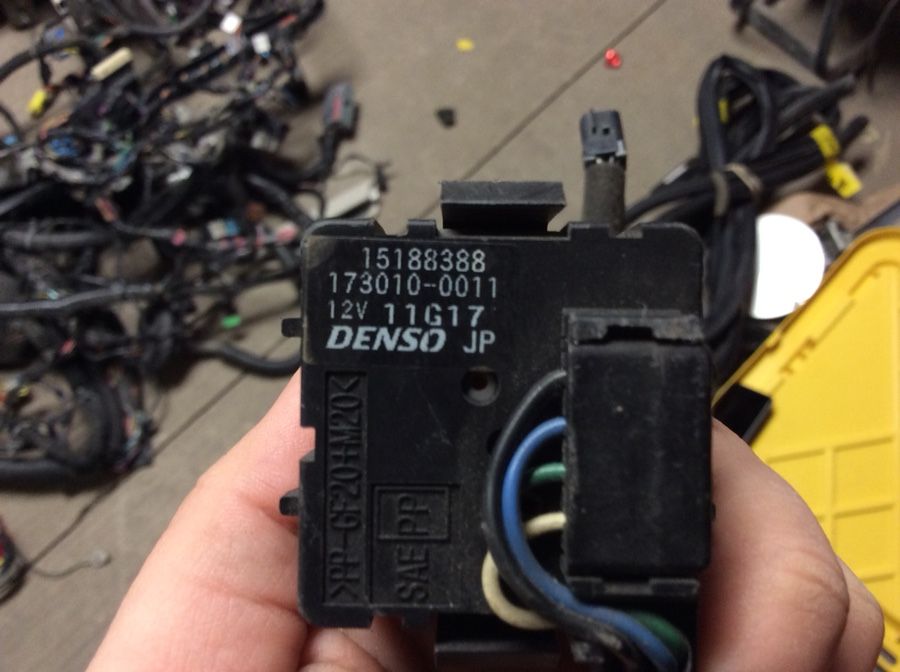 15188388
173010-0011
12V 11G17
DENSO JP
>PP-GF20+M20<
SAE PP